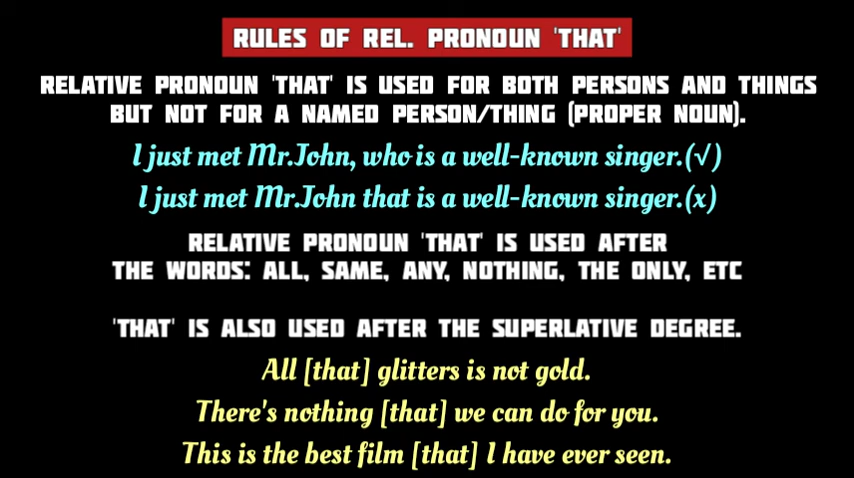 RULES OF REL. PRONOUN 'THAT'
RELATIVE PRONOUN 'THAT' IS USED FOR BOTH PERSONS AND THINGS
BUT NOT FOR A NAMED PERSON/THING (PROPER NOUN).
I just met Mr.John, who is a well-known singer.(√)
I just met Mr.John that is a well-known singer.(x)
RELATIVE PRONOUN 'THAT' IS USED AFTER
THE WORDS: ALL, SAME, ANY, NOTHING, THE ONLY, ETC
'THAT' IS ALSO USED AFTER THE SUPERLATIVE DEGREE.
All [that] glitters is not gold.
There's nothing [that] we can do for you.
This is the best film [that] I have ever seen.